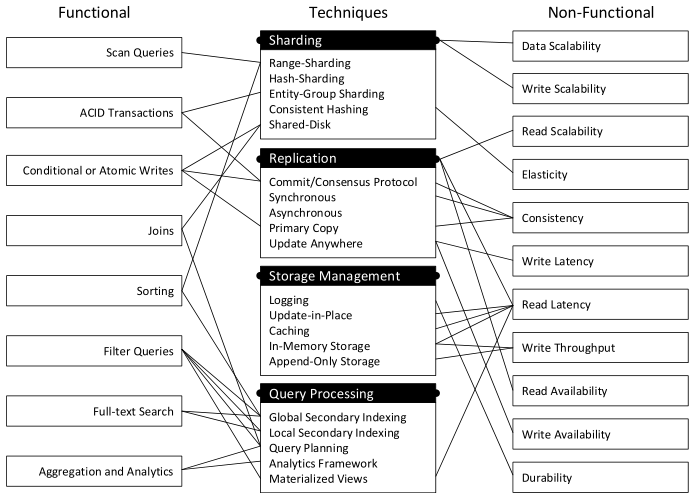 Functional
Techniques
Non-Functional
Scan Queries
ACID Transactions
Conditional or Atomic Writes
Joins
Sorting
Filter Queries
Full-text Search
Aggregation and Analytics
Sharding
Range-Sharding
Hash-Sharding
Entity-Group Sharding
Consistent Hashing
Shared-Disk
Replication
Commit/Consensus Protocol
Synchronous
Asynchronous
Primary Copy
Update Anywhere
Storage Management
Logging
Update-in-Place
Caching
In-Memory Storage
Append-Only Storage
Query Processing
Global Secondary Indexing
Local Secondary Indexing
Query Planning
Analytics Framework
Materialized Views
Data Scalability
Write Scalability
Read Scalability
Elasticity
Consistency
Write Latency
Read Latency
Write Throughput
Read Availability
Write Availability
Durability